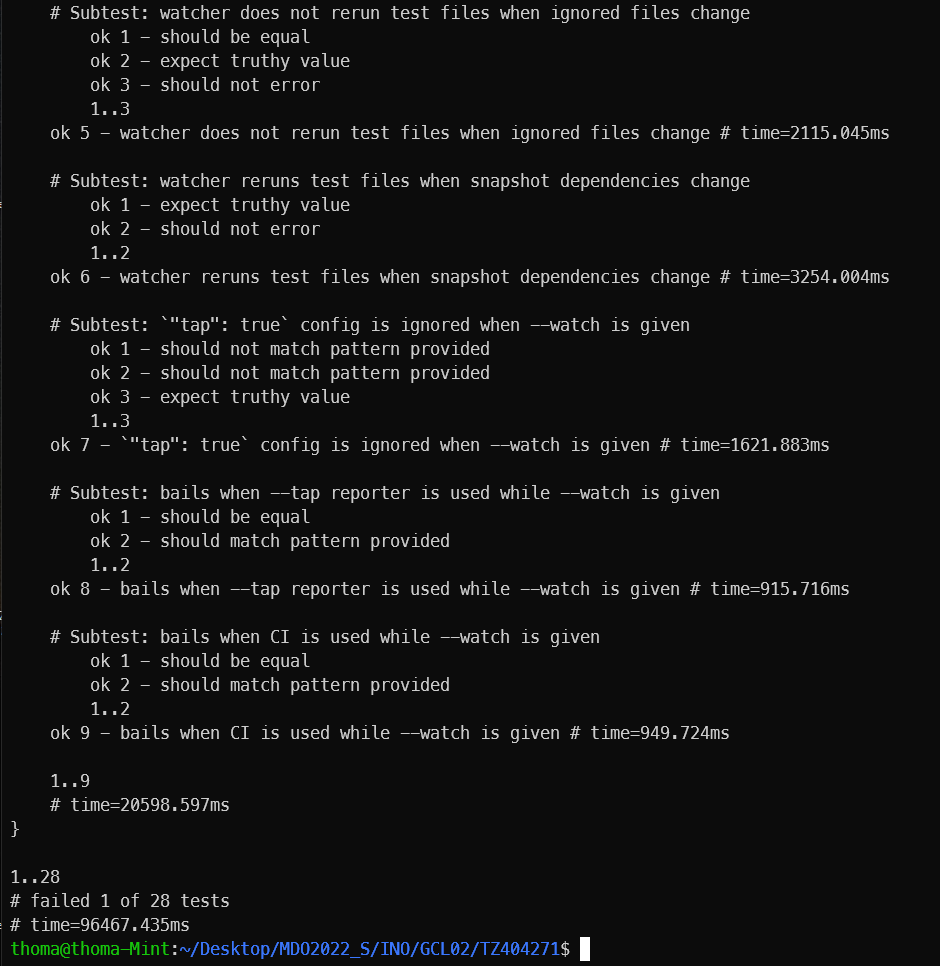 # Subtest: watcher does not rerun test files when ignored files change
ok 1 - should be equal
ok 2 - expect truthy value
ok 3 - should not error
1..3
ok 5 - watcher does not rerun test files when ignored files change # time=2115.045ms
# Subtest: watcher reruns test files when snapshot dependencies change
ok 1 - expect truthy value
ok 2 - should not error
1..2
ok 6 - watcher reruns test files when snapshot dependencies change # time=3254.004ms
# Subtest: `"tap": true` config is ignored when --watch is given
ok 1 - should not match pattern provided
ok 2 - should not match pattern provided
ok 3 - expect truthy value
1..3
ok 7 - `"tap": true` config is ignored when --watch is given # time=1621.883ms
# Subtest: bails when --tap reporter is used while --watch is given
ok 1 - should be equal
ok 2 - should match pattern provided
1..2
ok 8 - bails when --tap reporter is used while --watch is given # time=915.716ms
# Subtest: bails when CI is used while --watch is given
ok 1 - should be equal
ok 2 - should match pattern provided
1..2
ok 9 - bails when CI is used while --watch is given # time=949.724ms
1..9
# time=20598.597ms
}
1..28
# failed 1 of 28 tests
# time=96467.435ms
thoma@thoma-Mint:~/Desktop/MDO2022_S/INO/GCL02/TZ404271$